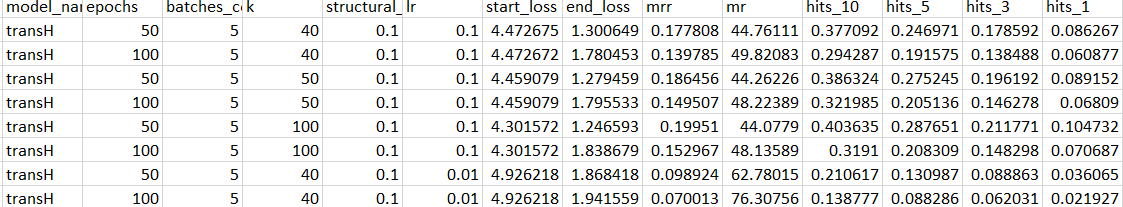 model_nar epochs batches_co k structural_ lr start_loss end_loss mrr mr hits_10 hits_5 hits_3 hits_1
transH 50 5 40 0.1 0.1 4.472675 1.300649 0.177808 44.76111 0.377092 0.246971 0.178592 0.086267
transH 100 5 40 0.1 0.1 4.472672 1.780453 0.139785 49.82083 0.294287 0.191575 0.138488 0.060877
transH 50 5 50 0.1 0.1 4.459079 1.279459 0.186456 44.26226 0.386324 0.275245 0.196192 0.089152
transH 100 5 50 0.1 0.1 4.459079 1.795533 0.149507 48.22389 0.321985 0.205136 0.146278 0.06809
transH 50 5 100 0.1 0.1 4.301572 1.246593 0.19951 44.0779 0.403635 0.287651 0.211771 0.104732
transH 100 5 100 0.1 0.1 4.301572 1.838679 0.152967 48.13589 0.3191 0.208309 0.148298 0.070687
transH 50 5 40 0.1 0.01 4.926218 1.868418 0.098924 62.78015 0.210617 0.130987 0.088863 0.036065
transH 100 5 40 0.1 0.01 4.926218 1.941559 0.070013 76.30756 0.138777 0.088286 0.062031 0.021927